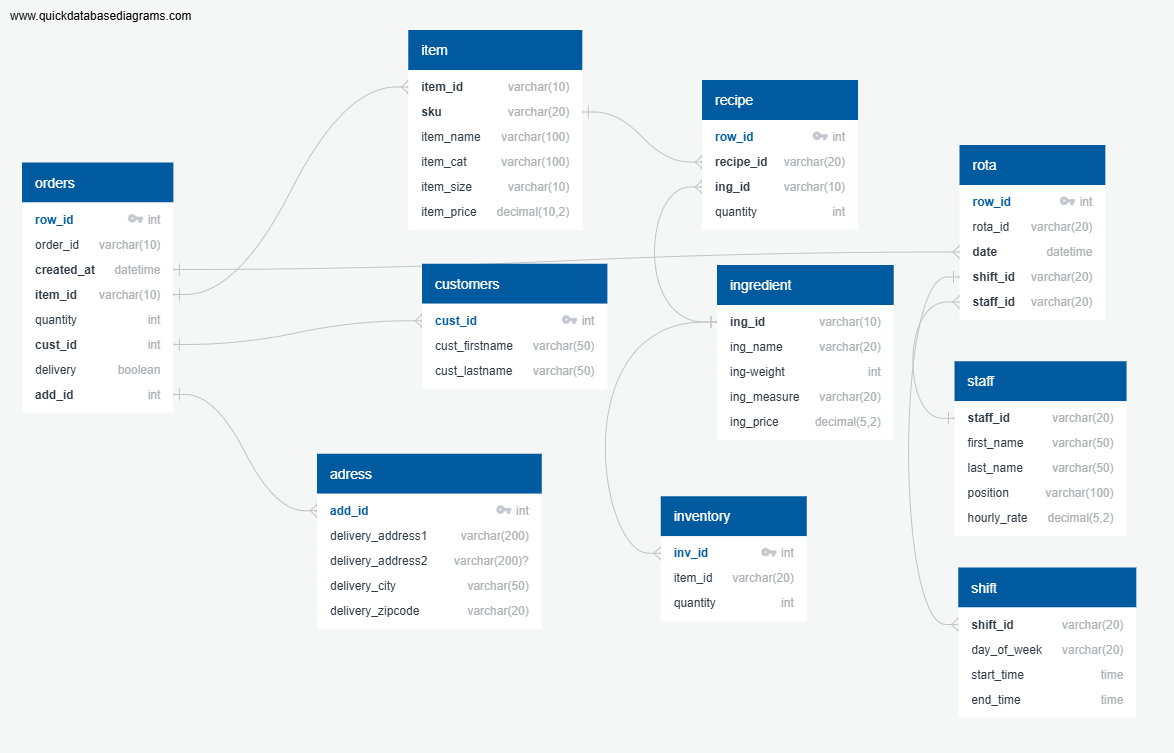 www.quickdatabasediagrams.com
orders
row_id int
order_id varchar(10)
created_at datetime
item_id varchar(10)
quantity int
cust_id int
delivery boolean
add_id int
item
item_id varchar(10)
sku varchar(20)
item_name varchar(100)
item_cat varchar(100)
item_size varchar(10)
item_price decimal(10,2)
customers
cust_id int
cust_firstname varchar(50)
cust_lastname varchar(50)
adress
add_id int
delivery_address1 varchar(200)
delivery_address2 varchar(200)?
delivery_city varchar(50)
delivery_zipcode varchar(20)
recipe
row_id int
recipe_id varchar(20)
ing_id varchar(10)
quantity int
ingredient
ing_id varchar(10)
ing_name varchar(20)
ing-weight int
ing_measure varchar(20)
ing_price decimal(5,2)
inventory
inv_id int
item_id varchar(20)
quantity int
rota
row_id int
rota_id varchar(20)
date datetime
shift_id varchar(20)
staff_id varchar(20)
staff
staff_id varchar(20)
first_name varchar(50)
last_name varchar(50)
position varchar(100)
hourly_rate decimal(5,2)
shift
shift_id varchar(20)
day_of_week varchar(20)
start_time time
end_time time